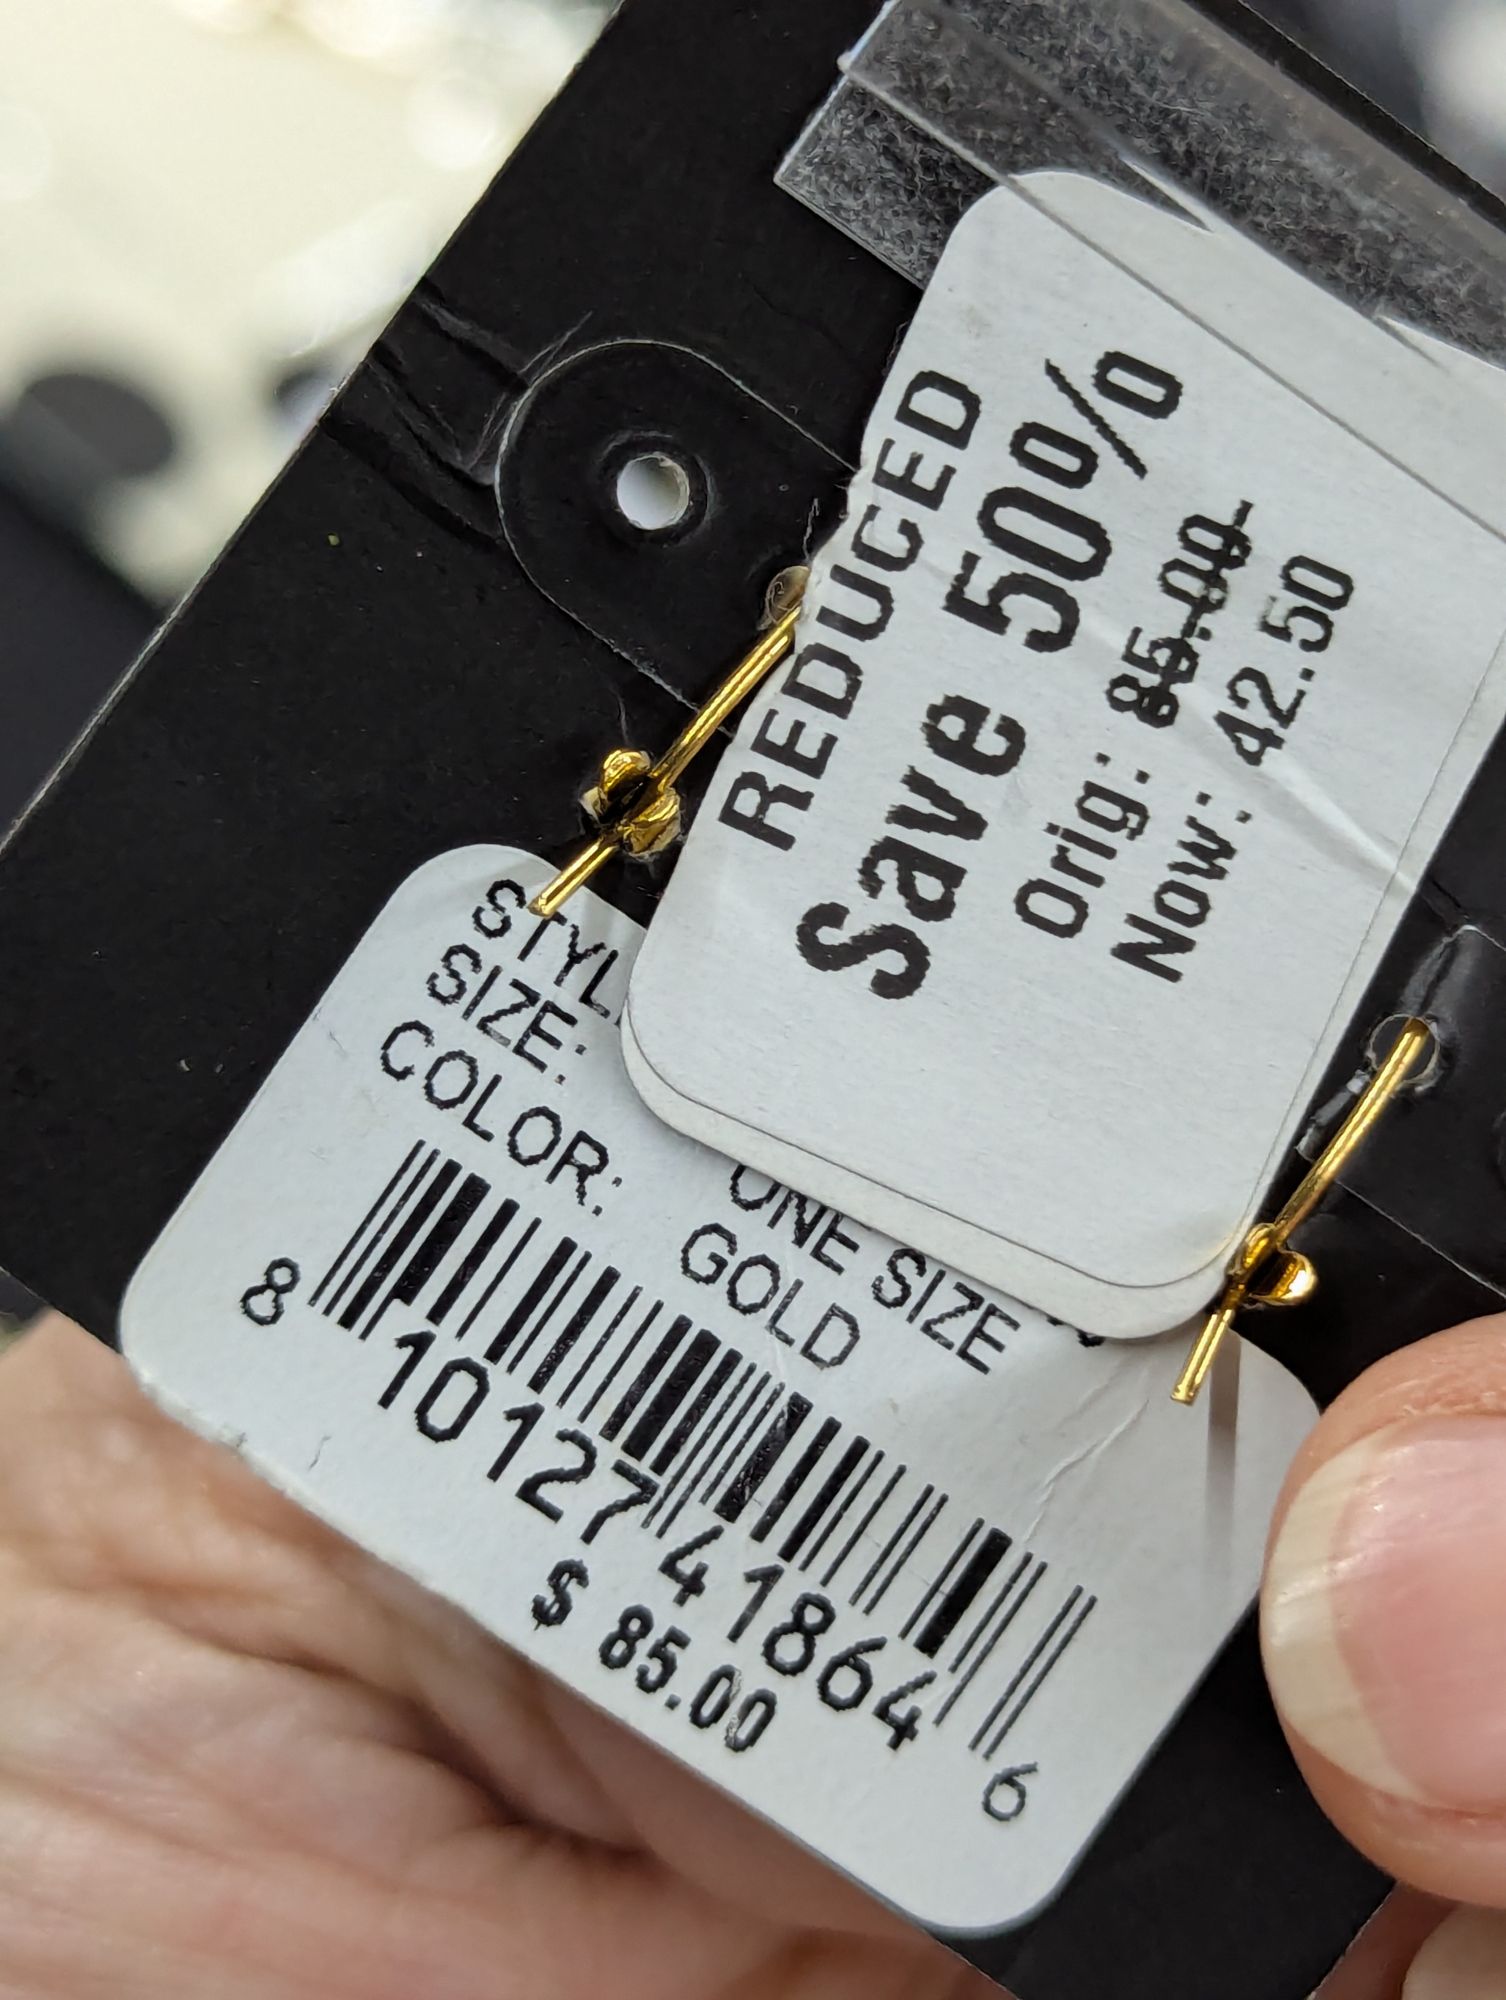 REDUCED
Save 50%
Orig: 85.00
Now: 42.50
STYL
SIZE: ONE SIZE
COLOR: GOLD
8 10127 41864 6
$ 85.00